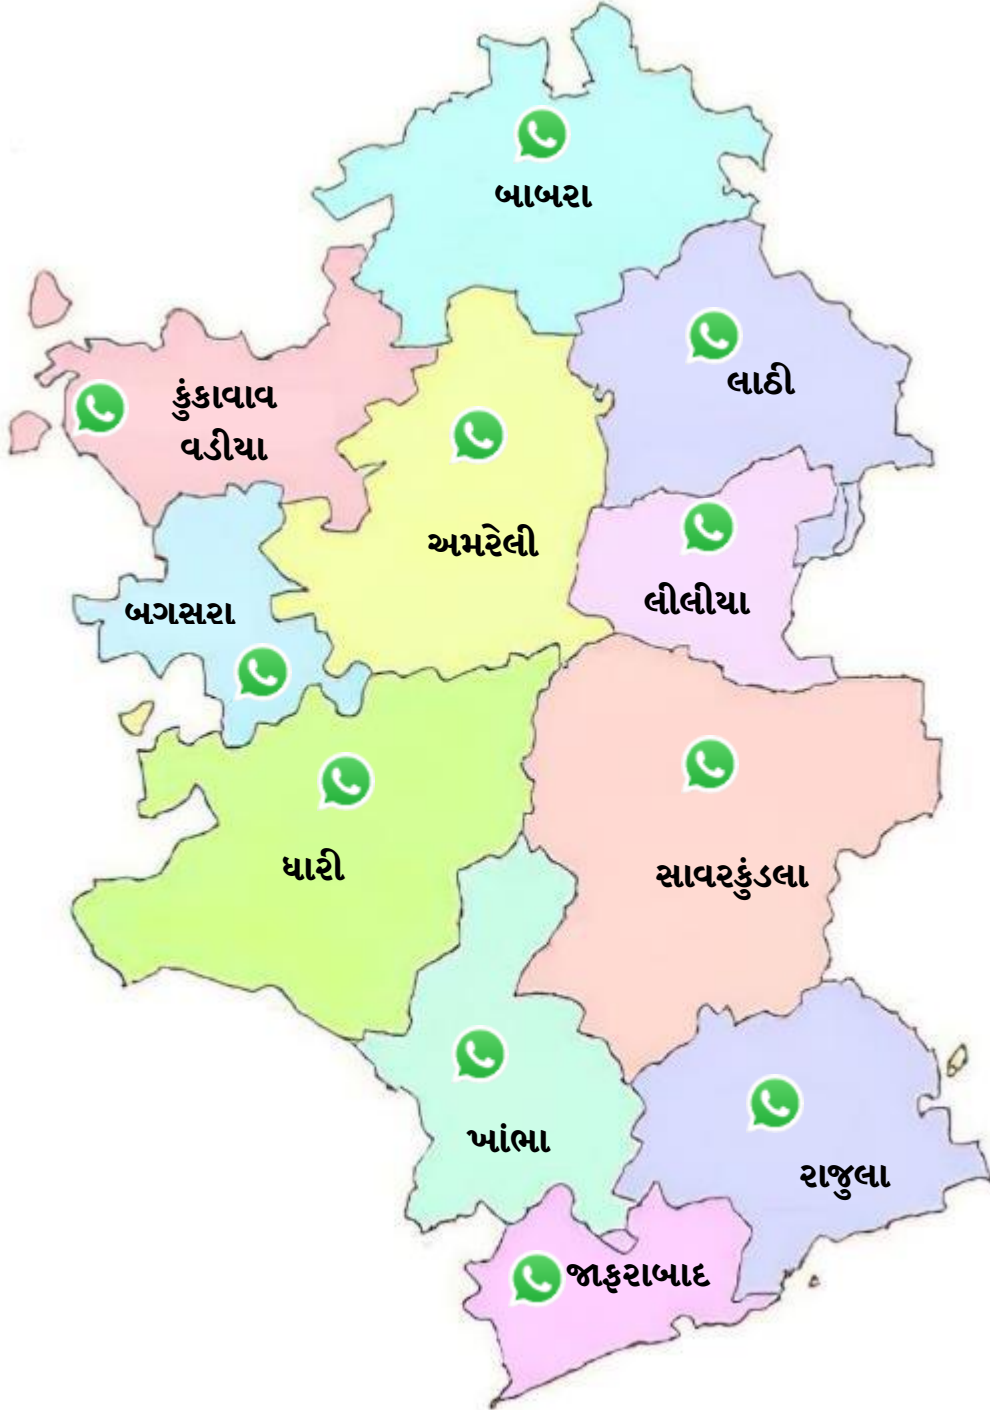 બાબરા
લાઠી
કુંકાવાવ
વડીયા
અમરેલી
લીલીયા
બગસરા
ધારી
સાવરકુંડલા
ખાંભા
રાજુલા
જાફરાબાદ